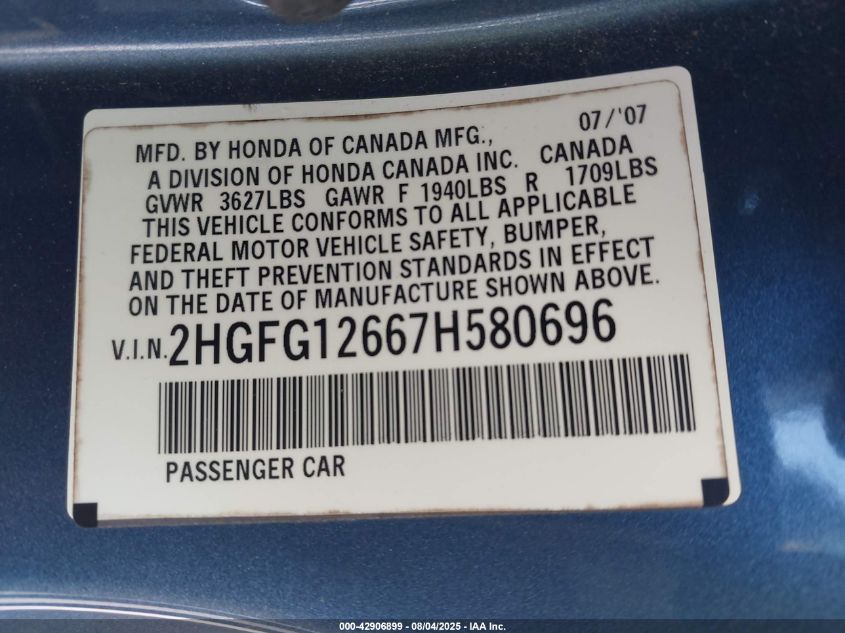 07/'07
MFD. BY HONDA OF CANADA MFG.,
A DIVISION OF HONDA CANADA INC. CANADA
GVWR 3627LBS GAWR F 1940LBS R 1709LBS
THIS VEHICLE CONFORMS TO ALL APPLICABLE
FEDERAL MOTOR VEHICLE SAFETY, BUMPER,
AND THEFT PREVENTION STANDARDS IN EFFECT
ON THE DATE OF MANUFACTURE SHOWN ABOVE.
V.I.N. 2HGFG12667H580696
PASSENGER CAR
000-42906899 - 08/04/2025 - IAA Inc.